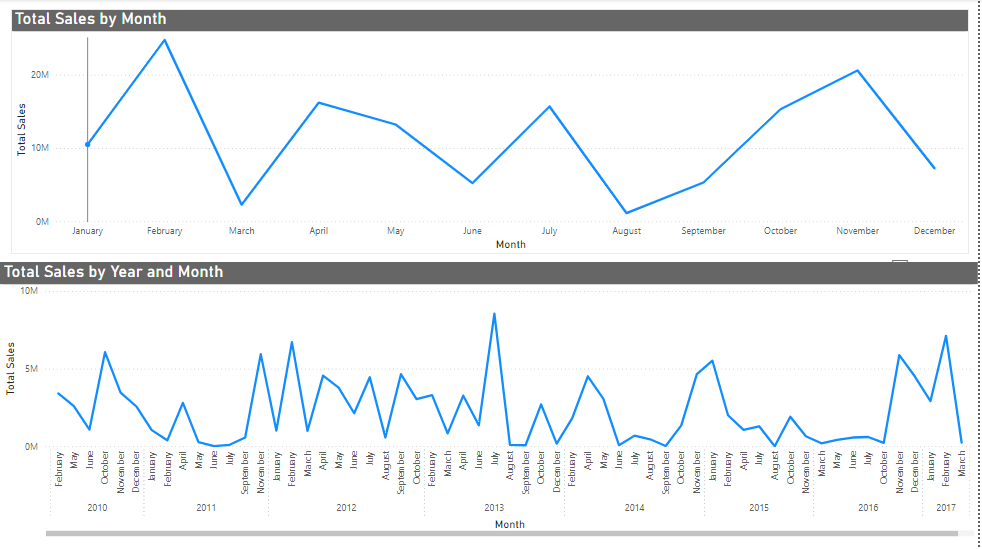 Total Sales by Month
Total Sales
20M
10M
0M
January February March April May June July August September October November December
Month
Total Sales by Year and Month
Total Sales
10M
5M
0M
February May June October November December January February April May June July September November January February March April May June July August September October February March April June July August September October December February April May June July August September October November January February April July August October November March May June July October November December January February March
2010 2011 2012 2013 2014 2015 2016 2017
Month